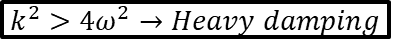 k² > 4ω² → Heavy damping